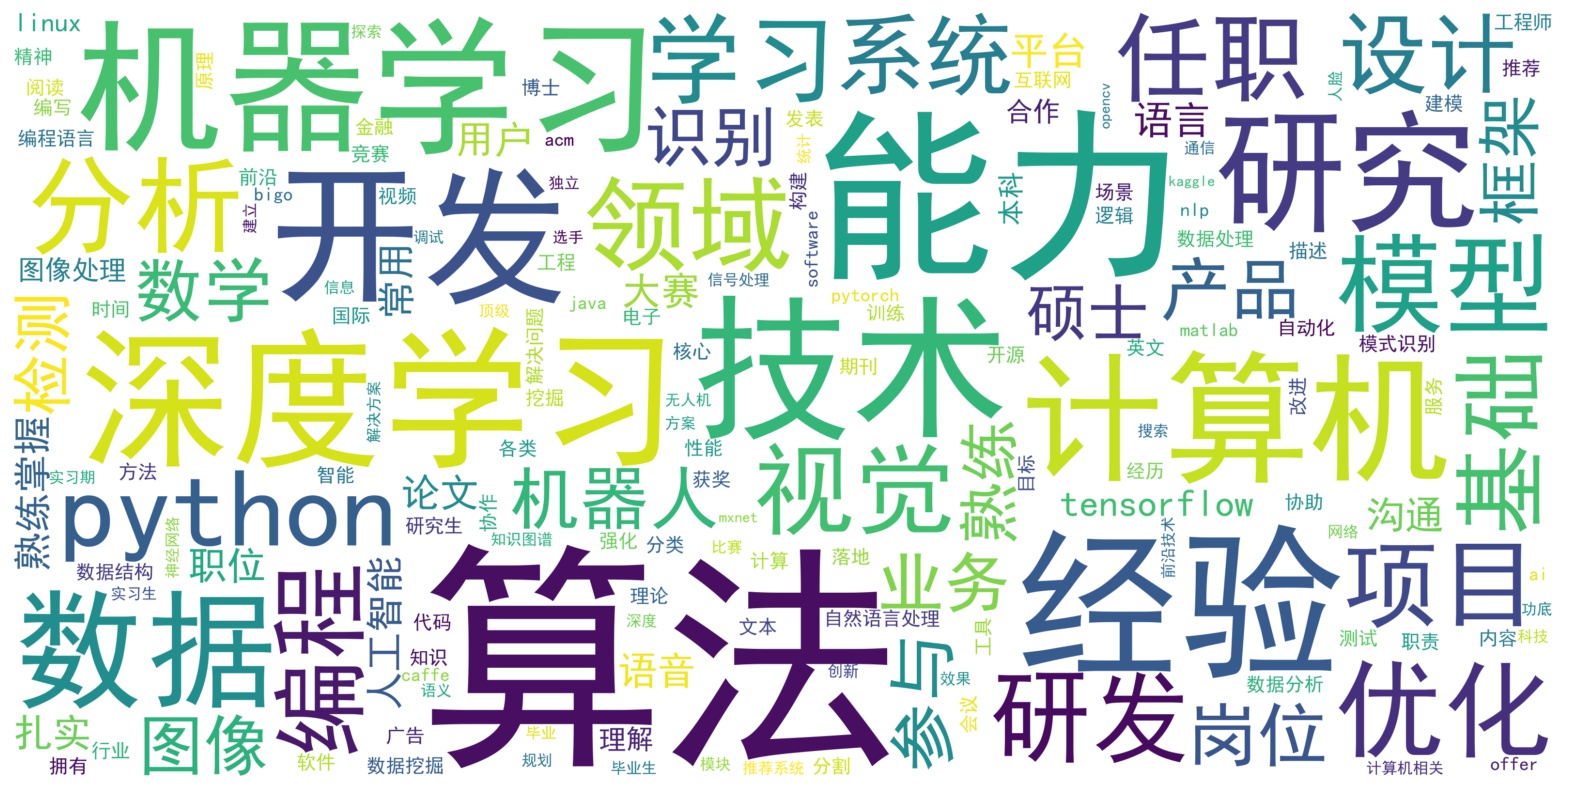 linux
机器学习
探索
学习系统
平台
任职
设计
工程师
精神
原理
互联网
推荐
阅读
博士
人脸
编写
合作
opencv
语言
建模
框架
编程语言
金融
竞赛
用户
acm
识别
发表
统计
能力
研究
通信
分析
前沿
bigo
建立
开发
视频
独立
领域
构建
本科
场景
逻辑
kaggle
nlp
调试
选手
software
数据处理
描述
模型
图像处理
数学
常用
工程
大赛
信号处理
产品
信息
时间
国际
顶级
java
电子
pytorch
训练
硕士
matlab
自动化
检测
深度学习
解决问题
挖掘
核心
技术
期刊
开源
英文
模式识别
计算机
基础
解决方案
无人机
方案
改进
服务
熟练掌握
各类
性能
视觉
熟练
搜索
实习期
方法
智能
目标
经历
python
论文
机器人
获奖
tensorflow
协助
沟通
研究生
协作
mxnet
神经网络
知识图谱
强化
分类
比赛
前沿技术
网络
数据结构
职位
算法
计算
落地
业务
经验
项目
ai
实习生
编程
人工智能
理论
功底
数据
代码
深度
文本
自然语言处理
工具
测试
职责
内容
科技
知识
caffe
语义
语音
创新
参与
效果
数据分析
研发
优化
扎实
行业
图像
广告
毕业
理解
会议
岗位
拥有
软件
数据挖掘
规划
毕业生
模块
推荐系统
分割
计算机相关
offer